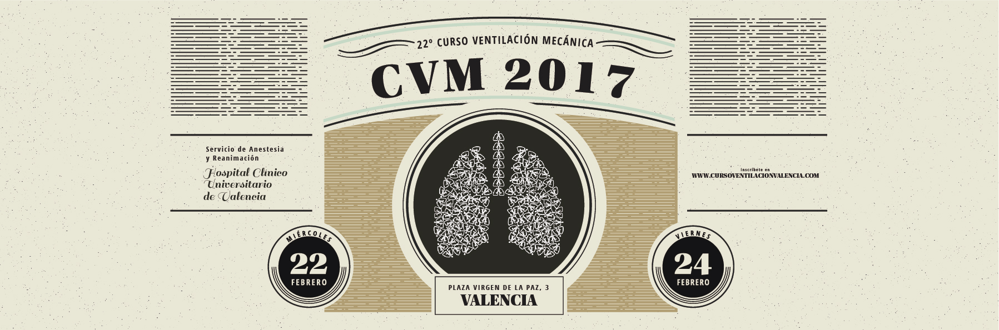 22º CURSO VENTILACIÓN MECÁNICA
CVM 2017
Servicio de Anestesia
y Reanimación
Hospital Clínico
Universitario
de Valencia
Inscríbete en
WWW.CURSOVENTILACIONVALENCIA.COM
MIÉRCOLES
22
FEBRERO
VIERNES
24
FEBRERO
PLAZA VIRGEN DE LA PAZ, 3
VALENCIA